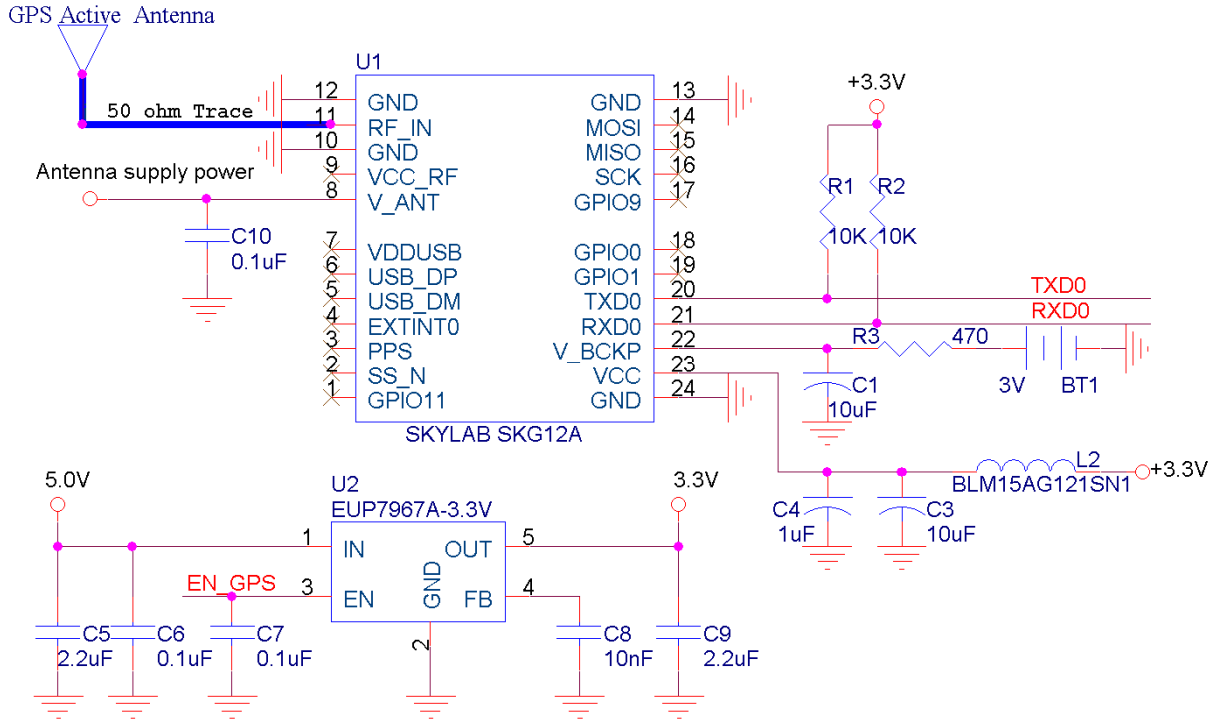 GPS Active Antenna
U1
50 ohm Trace
12 GND
11 RF_IN
10 GND
9 VCC_RF
Antenna supply power
8 V_ANT
C10
0.1uF
7 VDDUSB
6 USB_DP
5 USB_DM
4 EXTINT0
3 PPS
2 SS_N
1 GPIO11
GND 13
MOSI 14
MISO 15
SCK 16
GPIO9 17
GPIO0 18
GPIO1 19
TXD0 20
RXD0 21
V_BCKP 22
VCC 23
GND 24
SKYLAB SKG12A
+3.3V
R1 R2
10K 10K
TXD0
RXD0
R3 470
C1
10uF
3V BT1
L2
+3.3V
BLM15AG121SN1
C4
1uF
C3
10uF
5.0V
U2
EUP7967A-3.3V
3.3V
1 IN OUT 5
EN_GPS
3 EN GND FB 4
2
C5
2.2uF
C6
0.1uF
C7
0.1uF
C8
10nF
C9
2.2uF